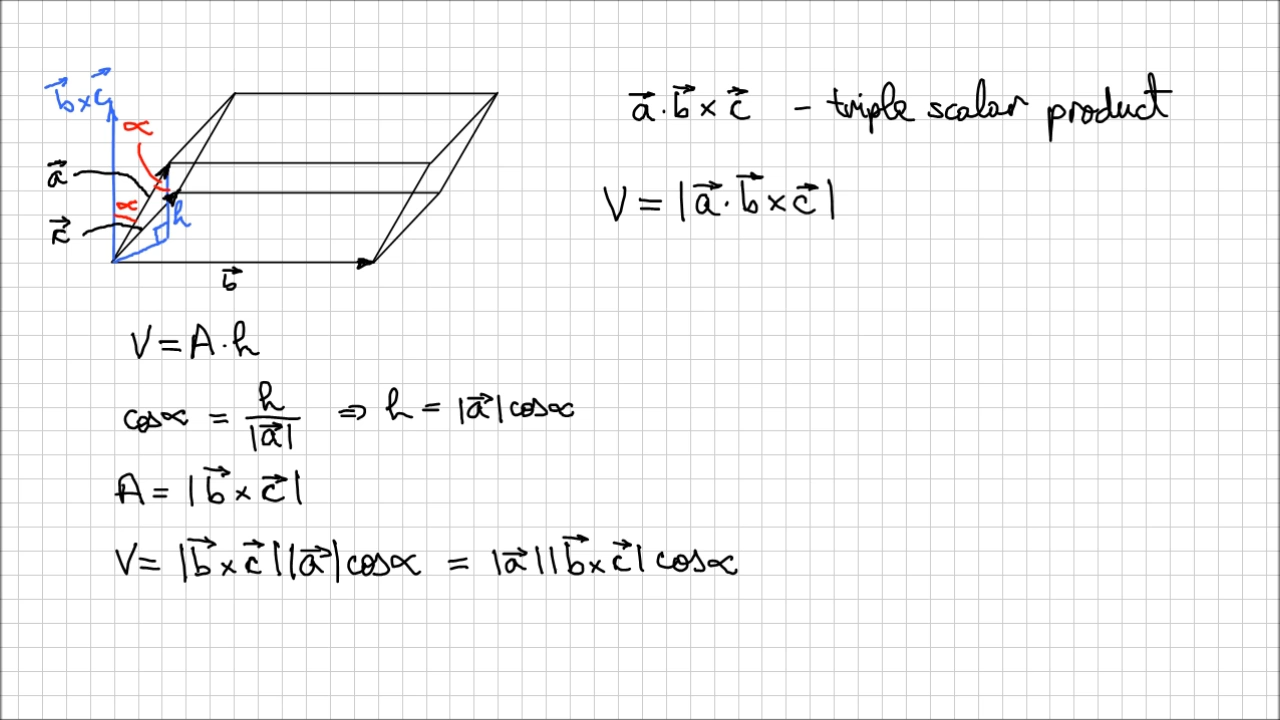 b⃗ × c⃗
α
a⃗
α
c⃗
h
b⃗
V = A · h
cosα = h/|a⃗| ⇒ h = |a⃗| cosα
A = |b⃗ × c⃗|
V = |b⃗ × c⃗||a⃗| cosα = |a⃗||b⃗ × c⃗| cosα
a⃗ · b⃗ × c⃗ – triple scalar product
V = |a⃗ · b⃗ × c⃗|